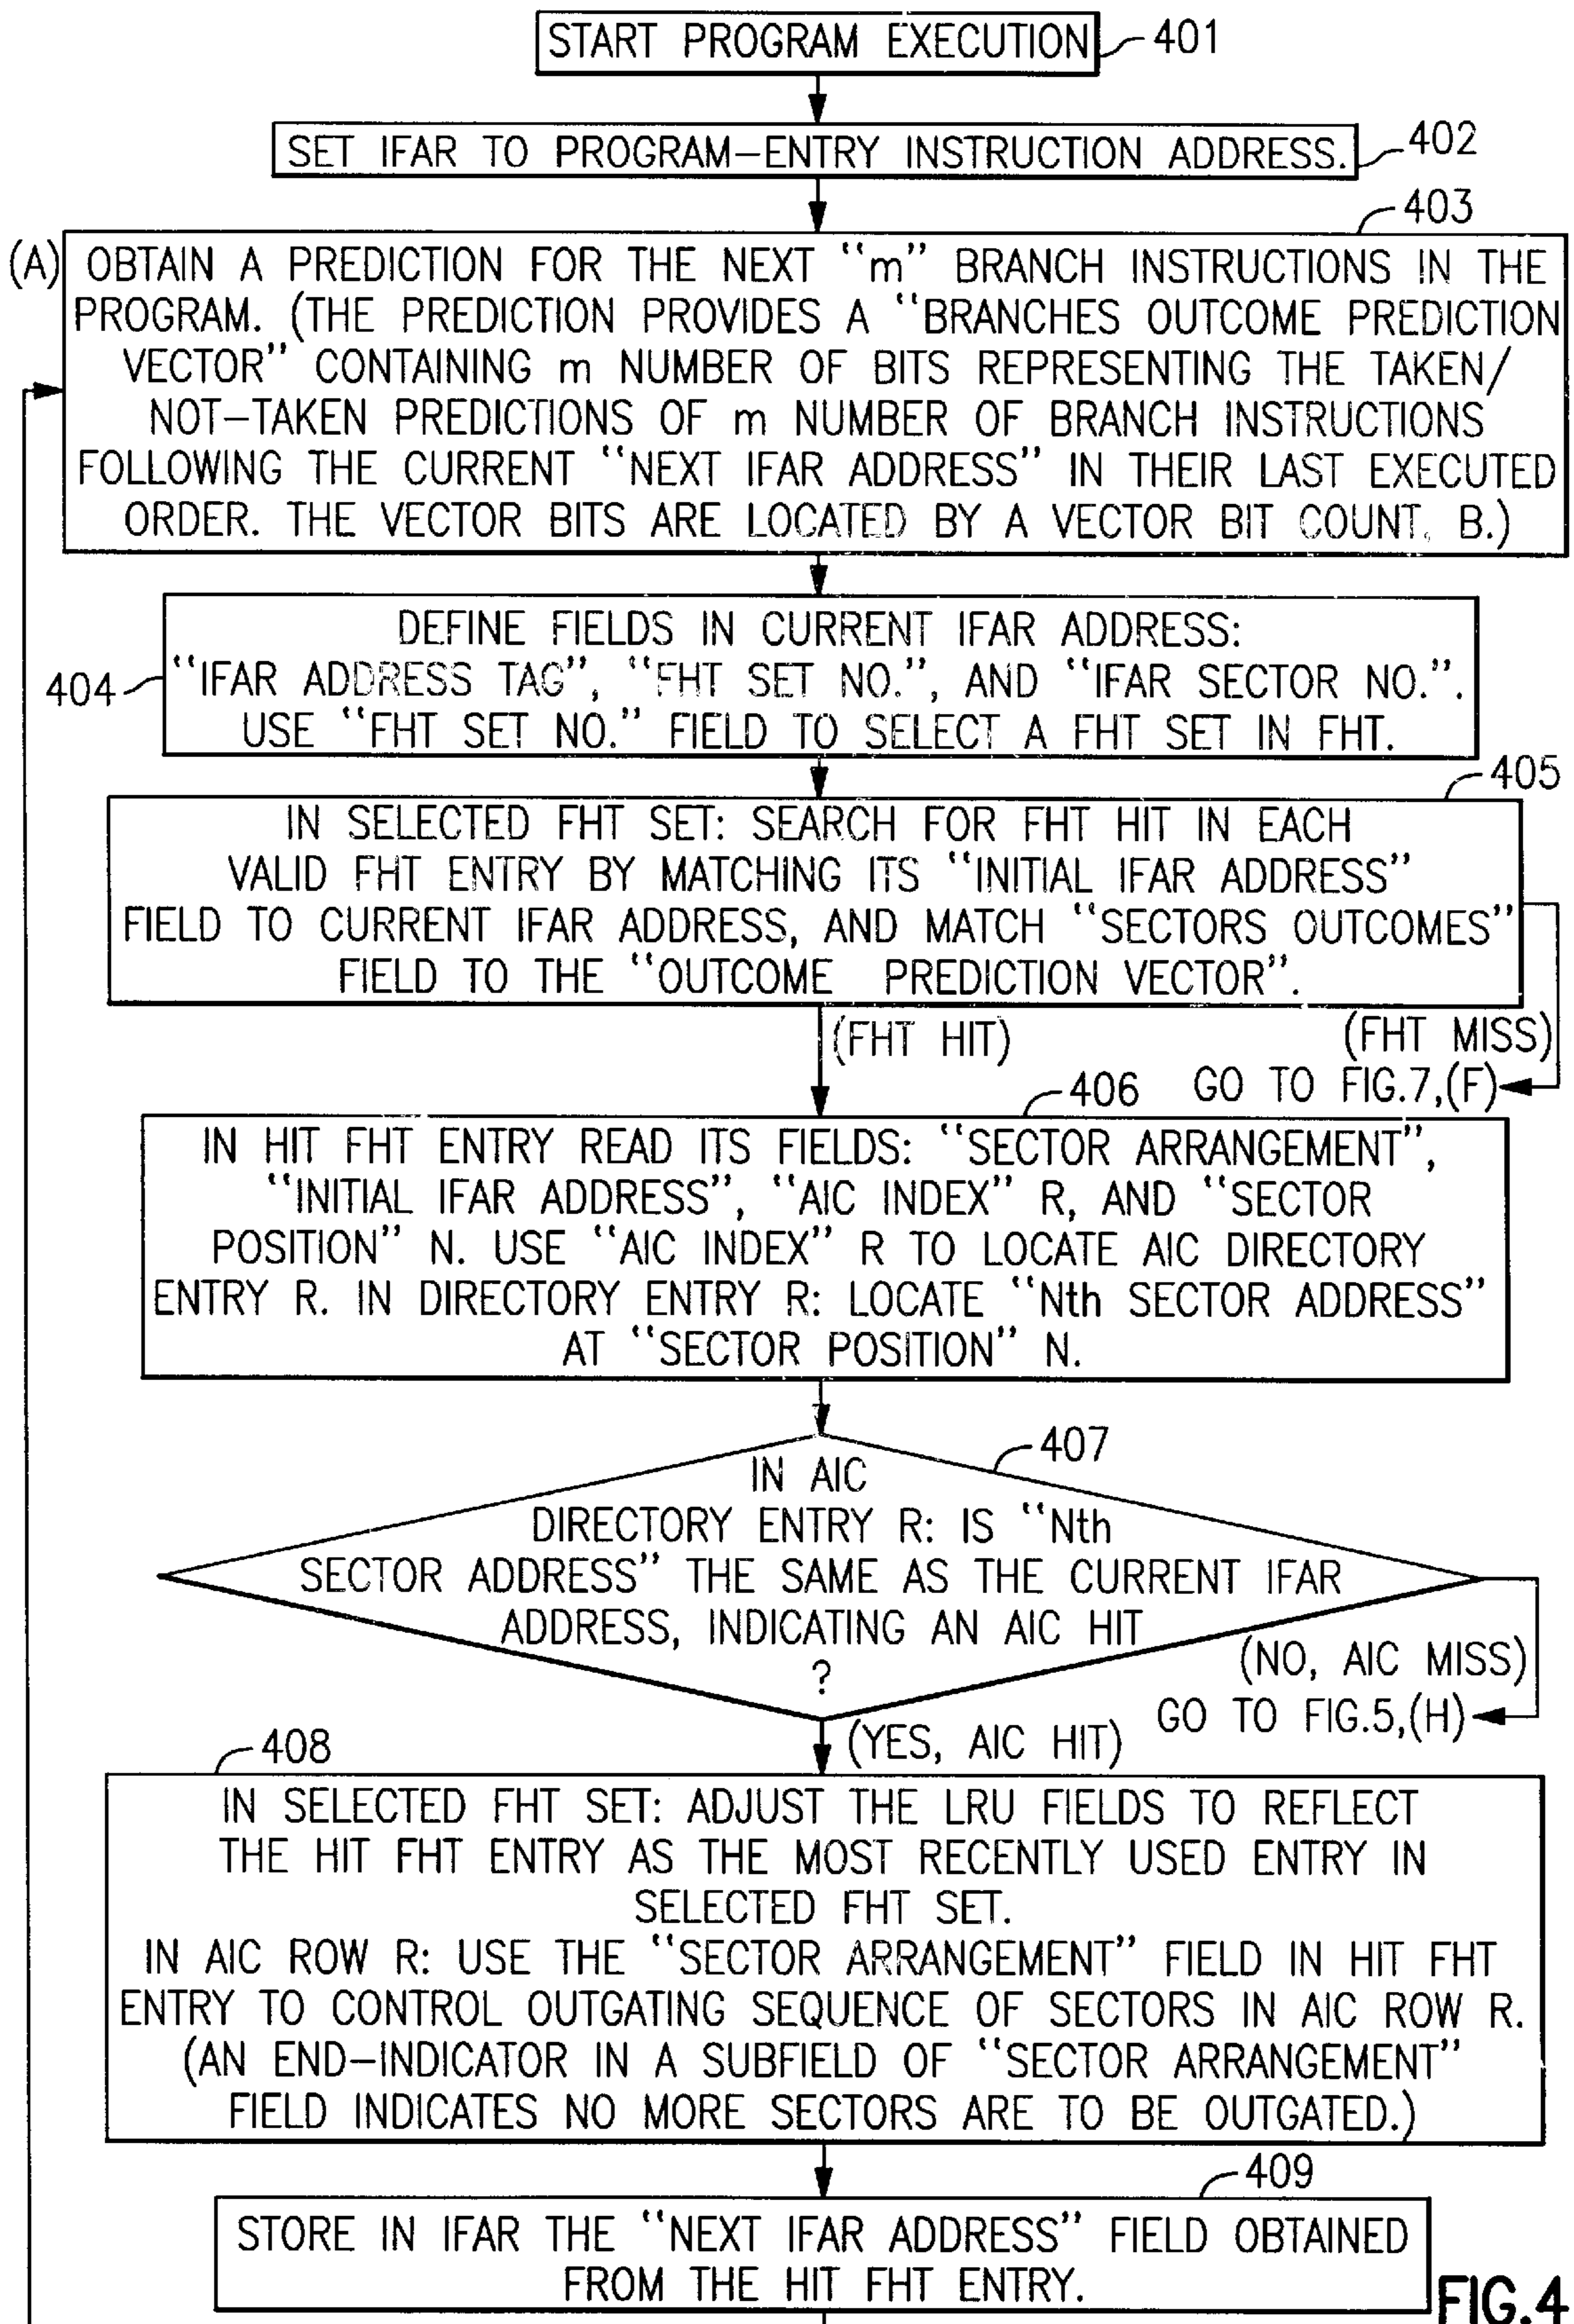 START PROGRAM EXECUTION 401
SET IFAR TO PROGRAM–ENTRY INSTRUCTION ADDRESS. 402
403
(A) OBTAIN A PREDICTION FOR THE NEXT “m” BRANCH INSTRUCTIONS IN THE
PROGRAM. (THE PREDICTION PROVIDES A “BRANCHES OUTCOME PREDICTION
VECTOR” CONTAINING m NUMBER OF BITS REPRESENTING THE TAKEN/
NOT–TAKEN PREDICTIONS OF m NUMBER OF BRANCH INSTRUCTIONS
FOLLOWING THE CURRENT “NEXT IFAR ADDRESS” IN THEIR LAST EXECUTED
ORDER. THE VECTOR BITS ARE LOCATED BY A VECTOR BIT COUNT, B.)
DEFINE FIELDS IN CURRENT IFAR ADDRESS:
404 “IFAR ADDRESS TAG”, “FHT SET NO.”, AND “IFAR SECTOR NO.”.
USE “FHT SET NO.” FIELD TO SELECT A FHT SET IN FHT.
405
IN SELECTED FHT SET: SEARCH FOR FHT HIT IN EACH
VALID FHT ENTRY BY MATCHING ITS “INITIAL IFAR ADDRESS”
FIELD TO CURRENT IFAR ADDRESS, AND MATCH “SECTORS OUTCOMES”
FIELD TO THE “OUTCOME PREDICTION VECTOR”.
(FHT HIT) (FHT MISS)
406 GO TO FIG.7,(F)
IN HIT FHT ENTRY READ ITS FIELDS: “SECTOR ARRANGEMENT”,
“INITIAL IFAR ADDRESS”, “AIC INDEX” R, AND “SECTOR
POSITION” N. USE “AIC INDEX” R TO LOCATE AIC DIRECTORY
ENTRY R. IN DIRECTORY ENTRY R: LOCATE “Nth SECTOR ADDRESS”
AT “SECTOR POSITION” N.
407
IN AIC
DIRECTORY ENTRY R: IS “Nth
SECTOR ADDRESS” THE SAME AS THE CURRENT IFAR
ADDRESS, INDICATING AN AIC HIT
?
(NO, AIC MISS)
GO TO FIG.5,(H)
(YES, AIC HIT)
408
IN SELECTED FHT SET: ADJUST THE LRU FIELDS TO REFLECT
THE HIT FHT ENTRY AS THE MOST RECENTLY USED ENTRY IN
SELECTED FHT SET.
IN AIC ROW R: USE THE “SECTOR ARRANGEMENT” FIELD IN HIT FHT
ENTRY TO CONTROL OUTGATING SEQUENCE OF SECTORS IN AIC ROW R.
(AN END–INDICATOR IN A SUBFIELD OF “SECTOR ARRANGEMENT”
FIELD INDICATES NO MORE SECTORS ARE TO BE OUTGATED.)
409
STORE IN IFAR THE “NEXT IFAR ADDRESS” FIELD OBTAINED
FROM THE HIT FHT ENTRY.
FIG.4